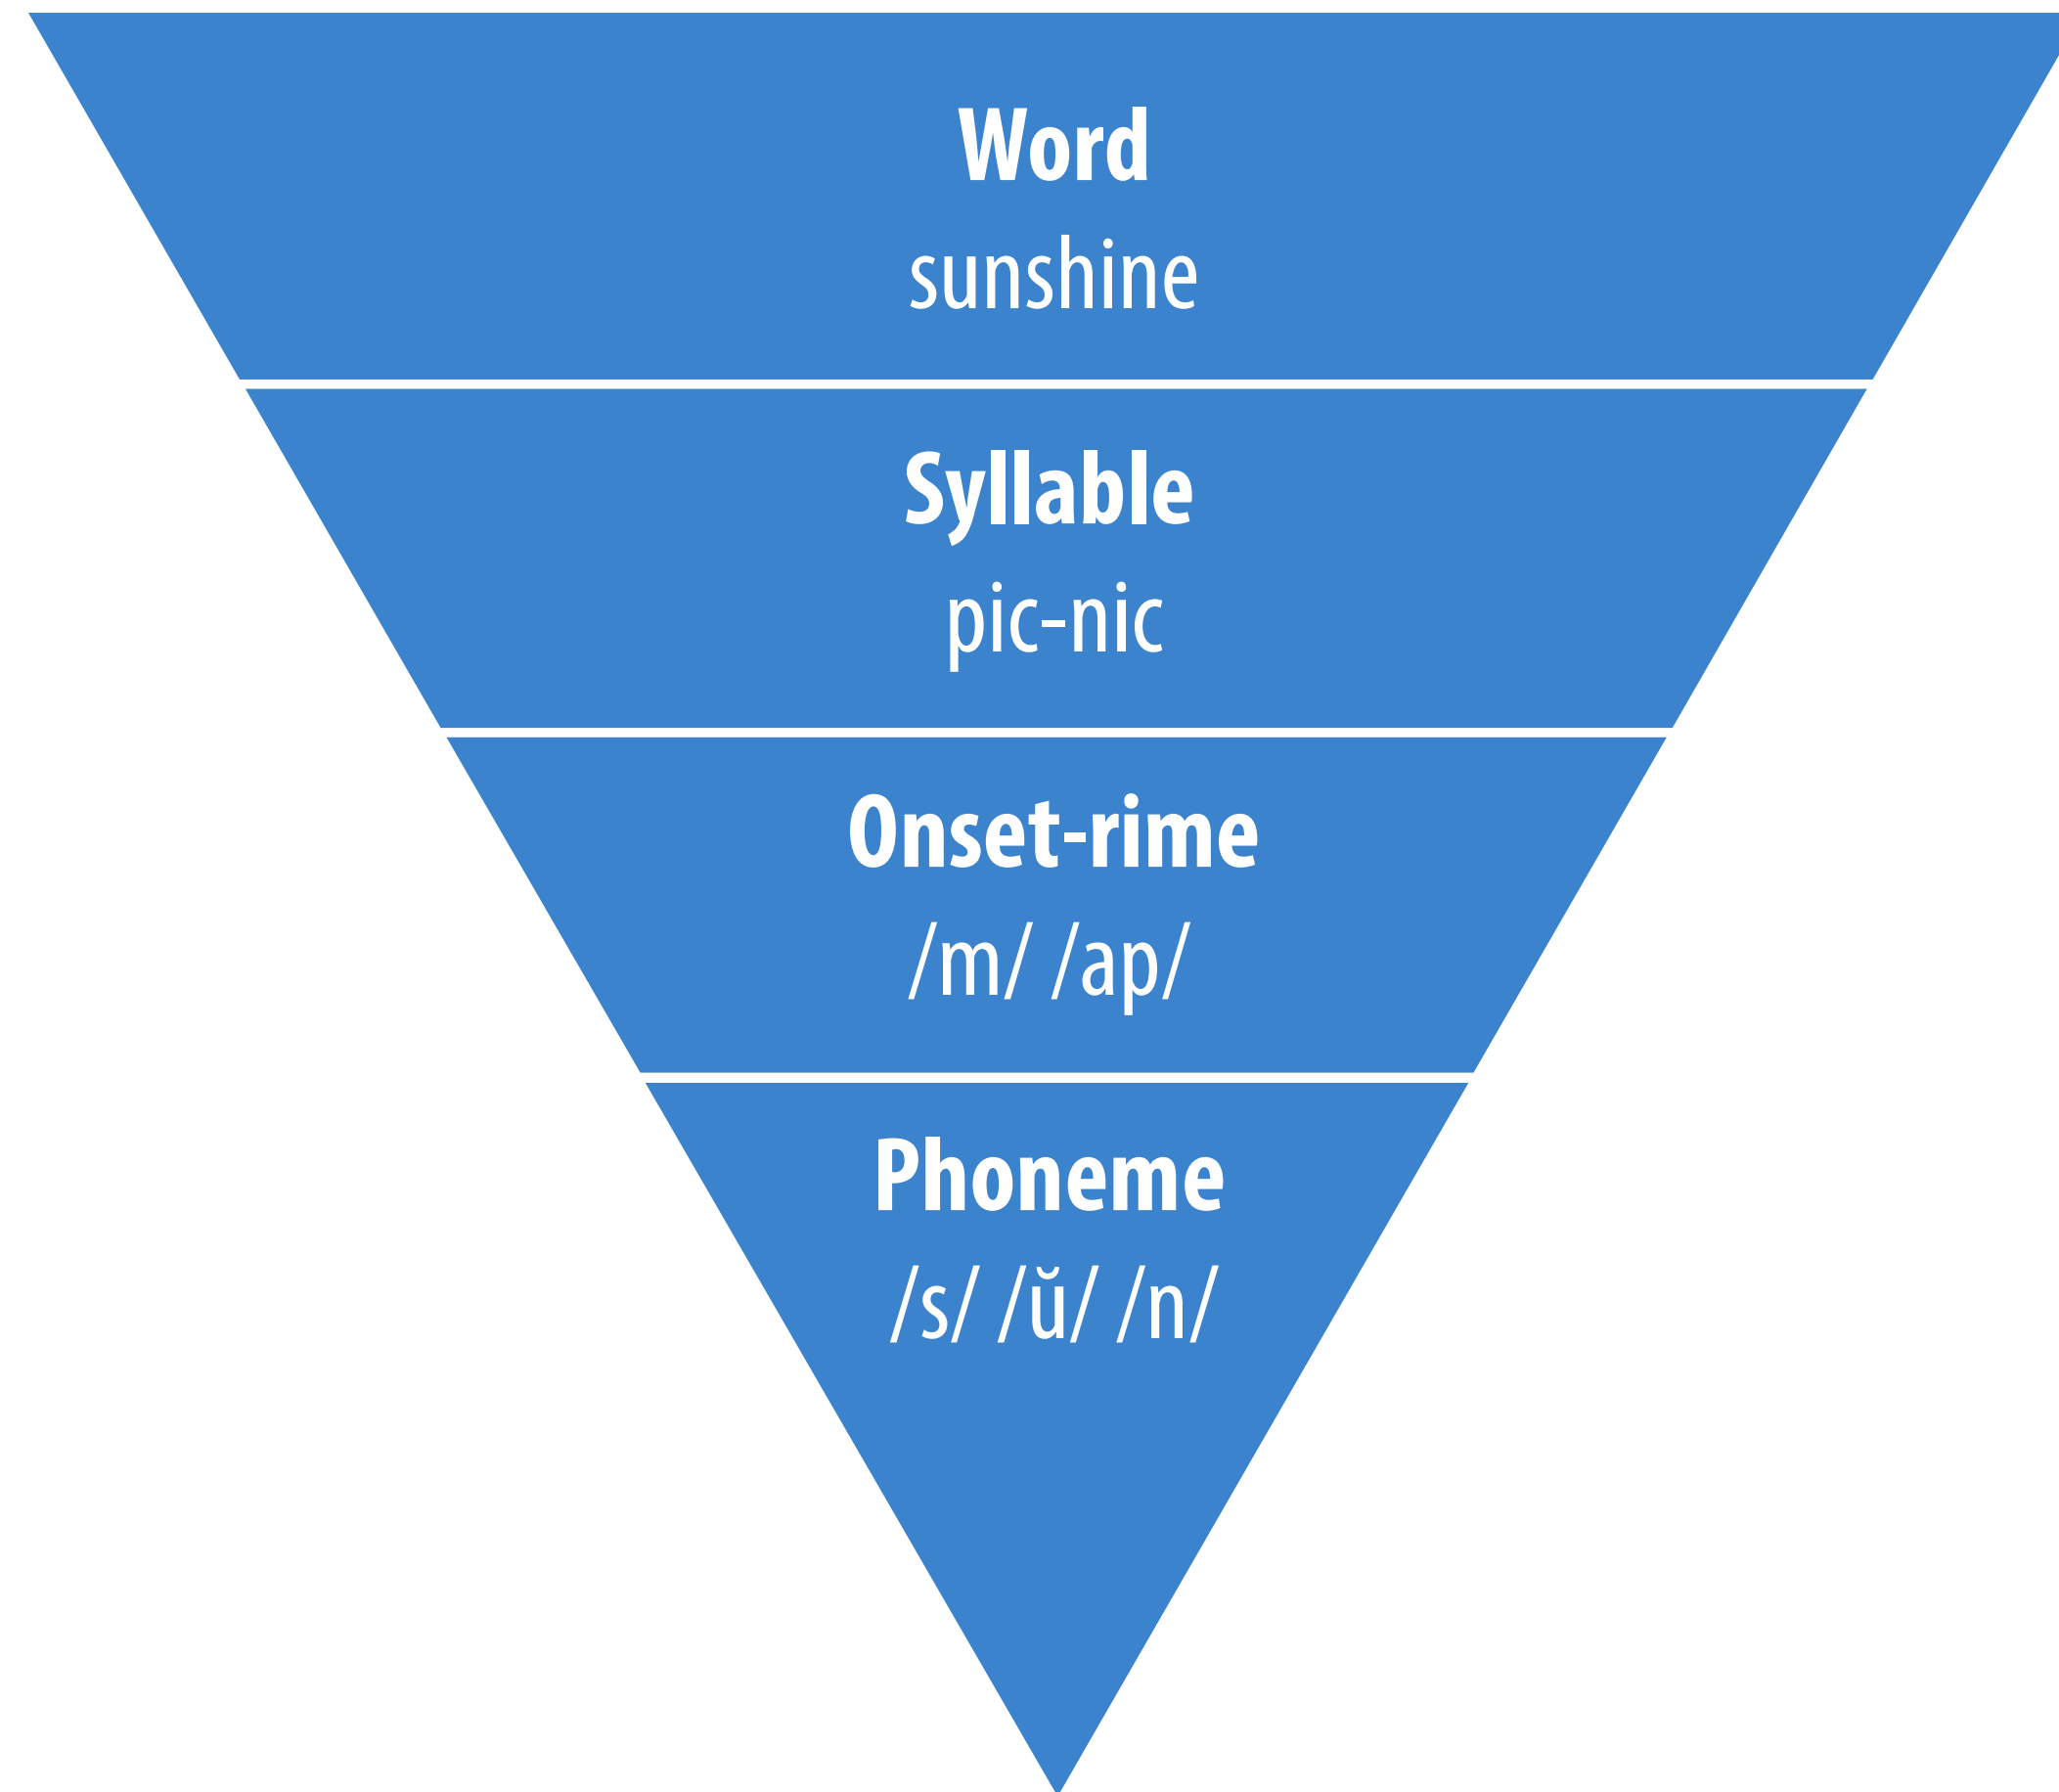 Word
sunshine
Syllable
pic–nic
Onset-rime
/m/ /ap/
Phoneme
/s/ /ŭ/ /n/